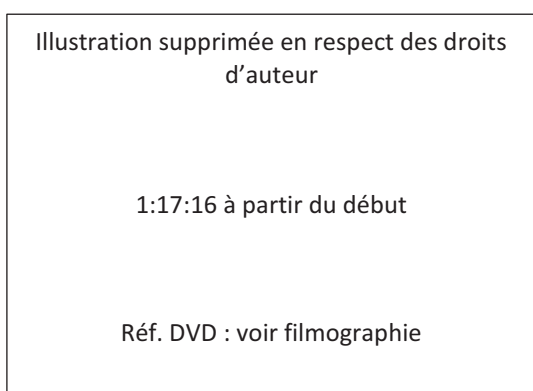 Illustration supprimée en respect des droits
d’auteur
1:17:16 à partir du début
Réf. DVD : voir filmographie